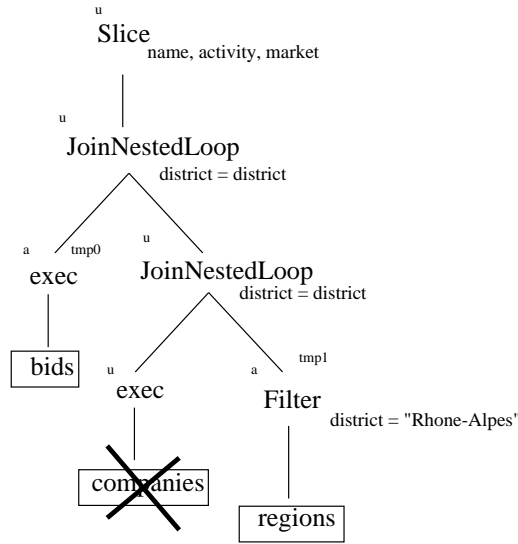 u
Slice
name, activity, market
u
JoinNestedLoop
district = district
a tmp0
exec
u
JoinNestedLoop
district = district
bids
u
exec
a tmp1
Filter
district = "Rhone-Alpes"
companies
regions